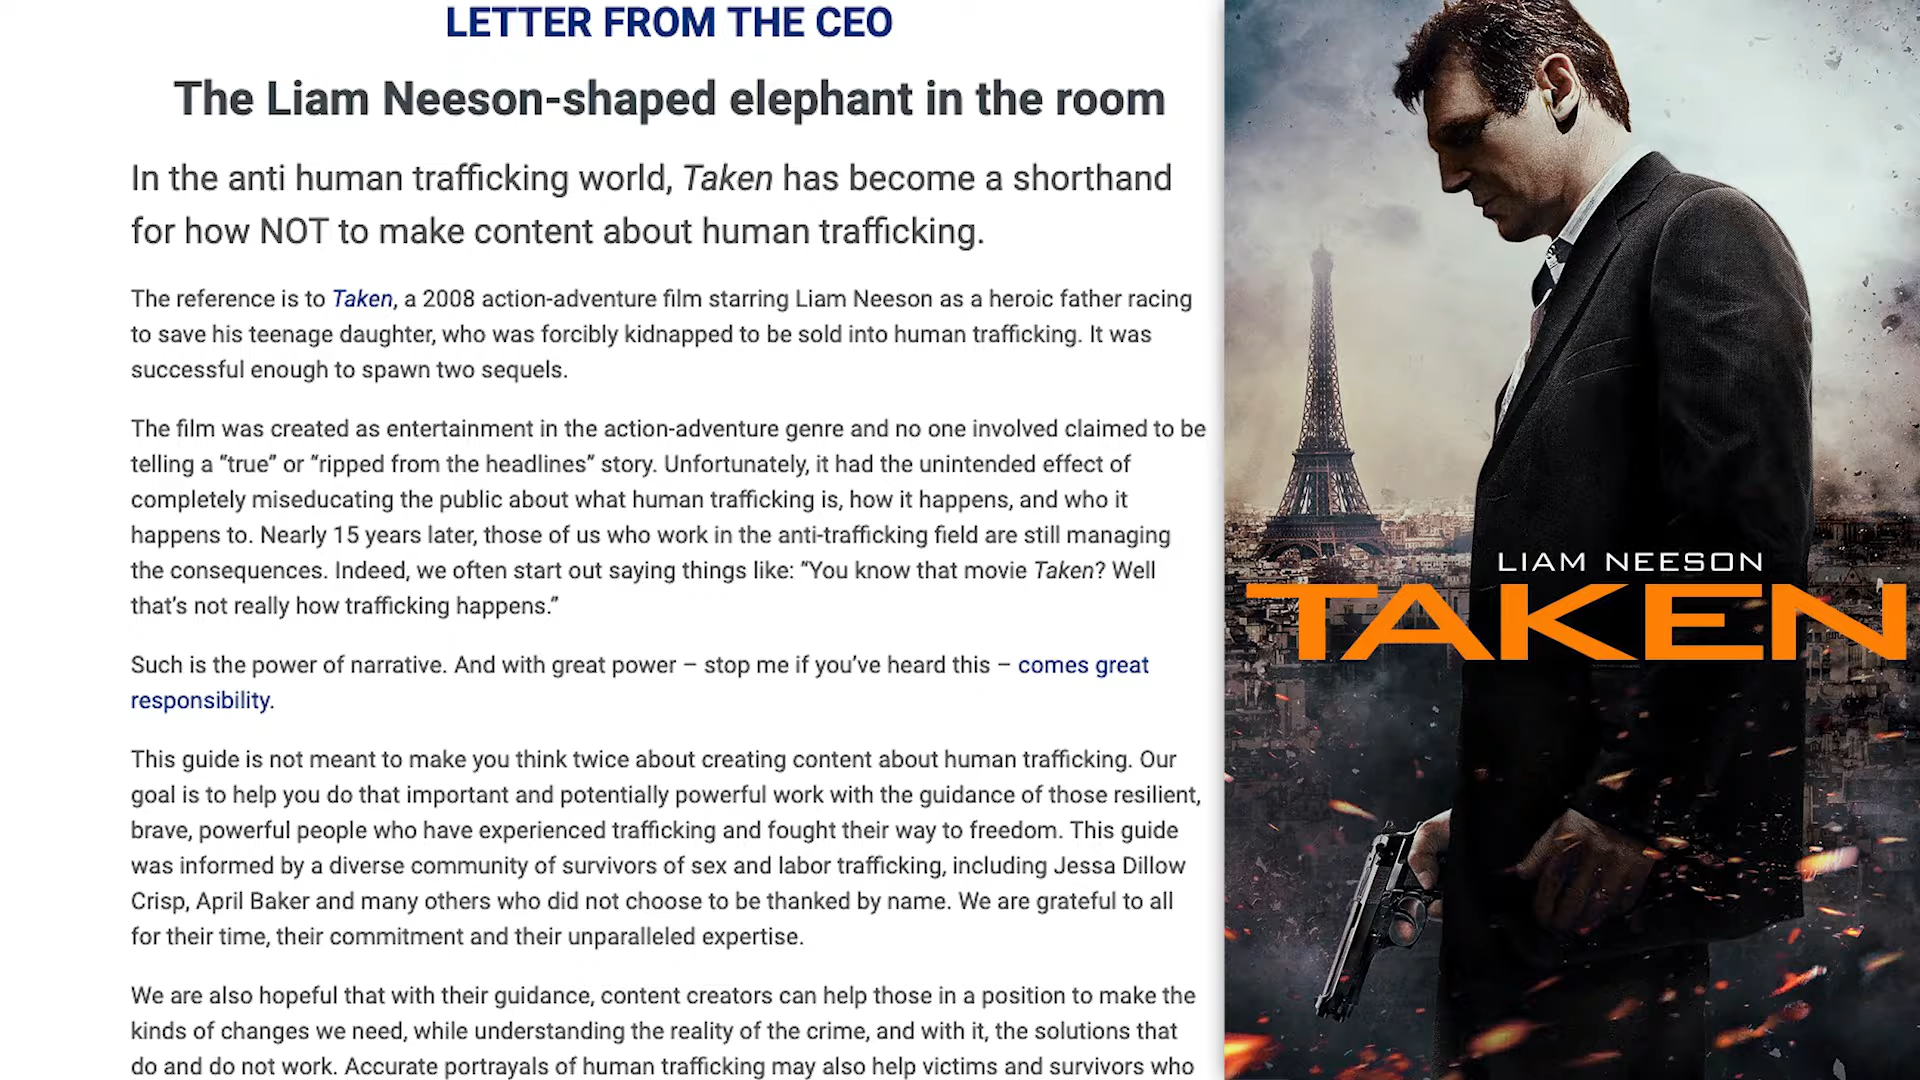 LETTER FROM THE CEO
The Liam Neeson-shaped elephant in the room
In the anti human trafficking world, Taken has become a shorthand
for how NOT to make content about human trafficking.
The reference is to Taken, a 2008 action-adventure film starring Liam Neeson as a heroic father racing
to save his teenage daughter, who was forcibly kidnapped to be sold into human trafficking. It was
successful enough to spawn two sequels.
The film was created as entertainment in the action-adventure genre and no one involved claimed to be
telling a “true” or “ripped from the headlines” story. Unfortunately, it had the unintended effect of
completely miseducating the public about what human trafficking is, how it happens, and who it
happens to. Nearly 15 years later, those of us who work in the anti-trafficking field are still managing
the consequences. Indeed, we often start out saying things like: “You know that movie Taken? Well
that’s not really how trafficking happens.”
Such is the power of narrative. And with great power – stop me if you’ve heard this – comes great
responsibility.
This guide is not meant to make you think twice about creating content about human trafficking. Our
goal is to help you do that important and potentially powerful work with the guidance of those resilient,
brave, powerful people who have experienced trafficking and fought their way to freedom. This guide
was informed by a diverse community of survivors of sex and labor trafficking, including Jessa Dillow
Crisp, April Baker and many others who did not choose to be thanked by name. We are grateful to all
for their time, their commitment and their unparalleled expertise.
We are also hopeful that with their guidance, content creators can help those in a position to make the
kinds of changes we need, while understanding the reality of the crime, and with it, the solutions that
do and do not work. Accurate portrayals of human trafficking may also help victims and survivors who
LIAM NEESON
TAKEN